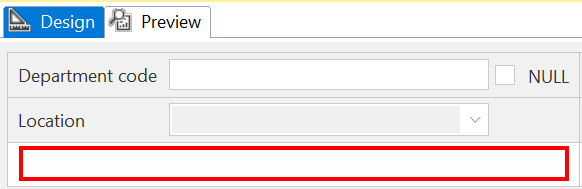 Design Preview
Department code NULL
Location